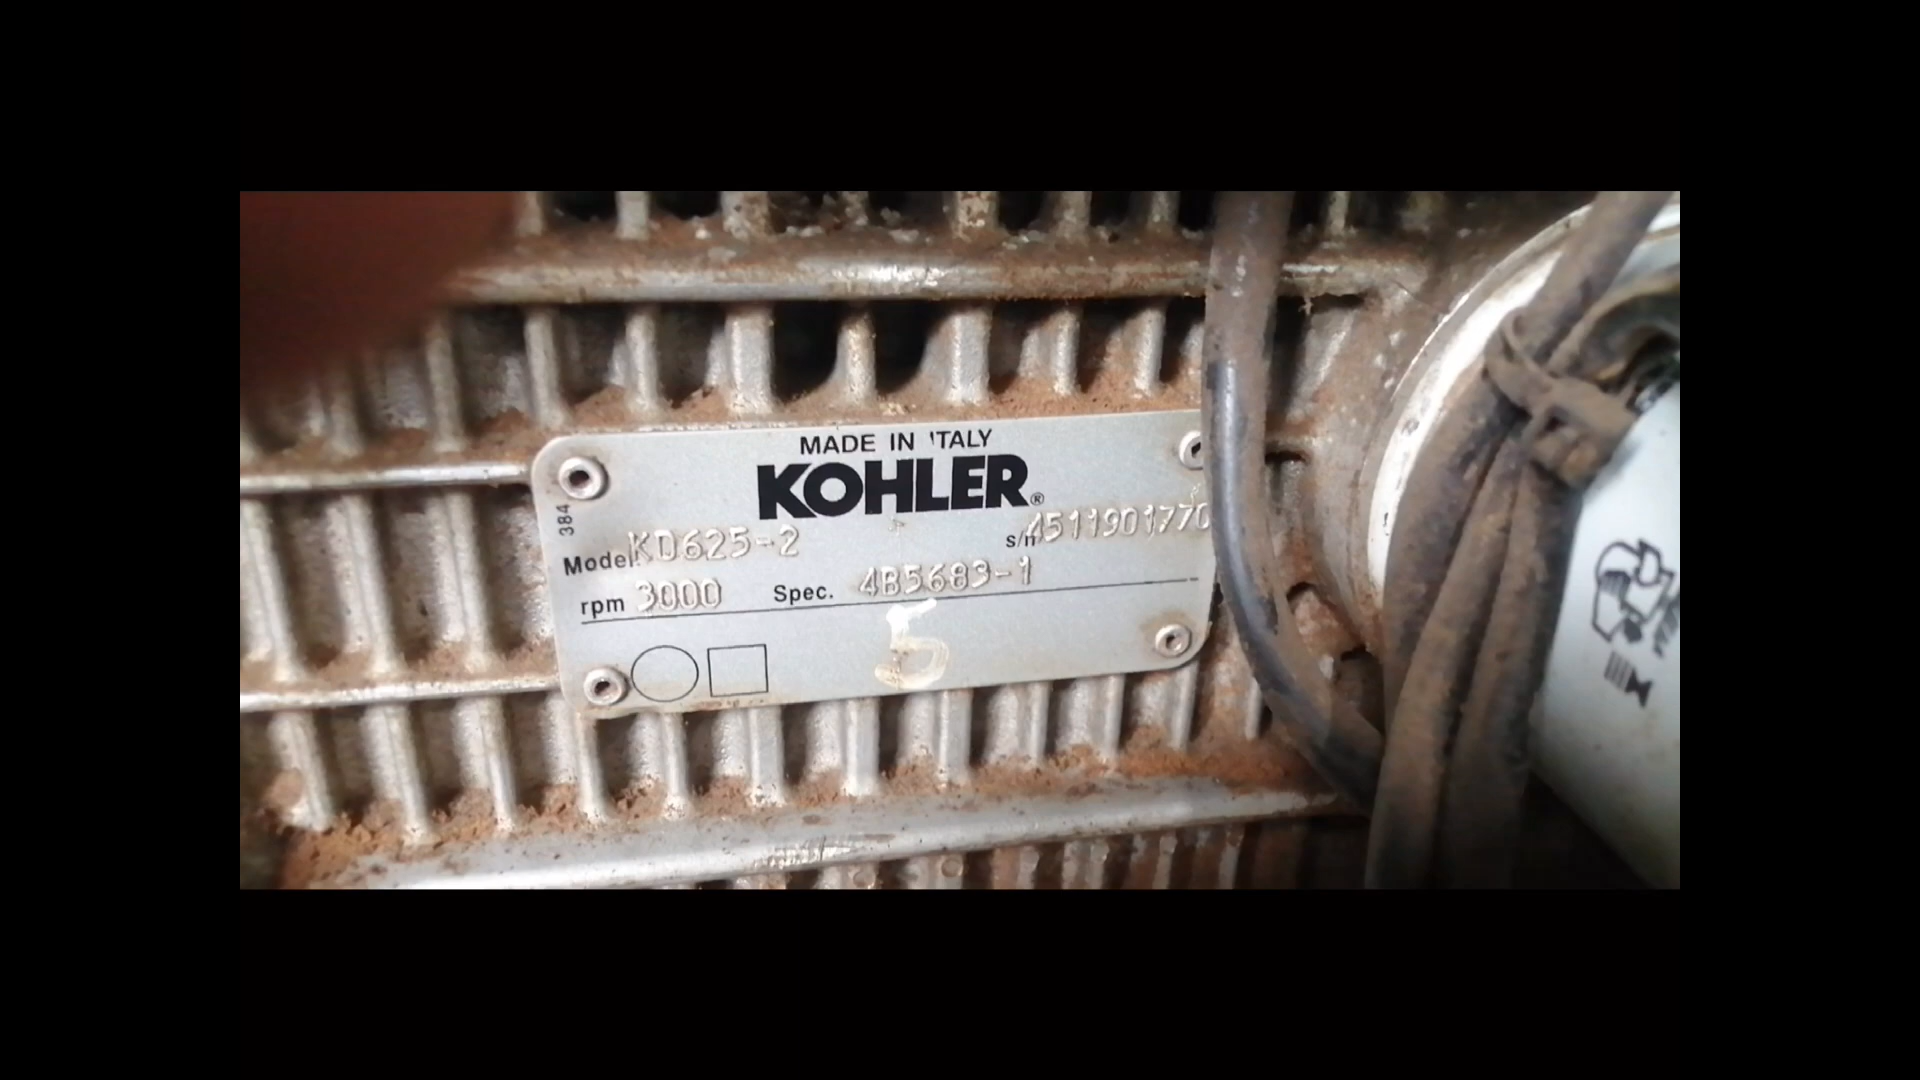 MADE IN ITALY
KOHLER®
384
Model KD625-2 s/n 4511901770
rpm 3000 Spec. 4B5683-1
5